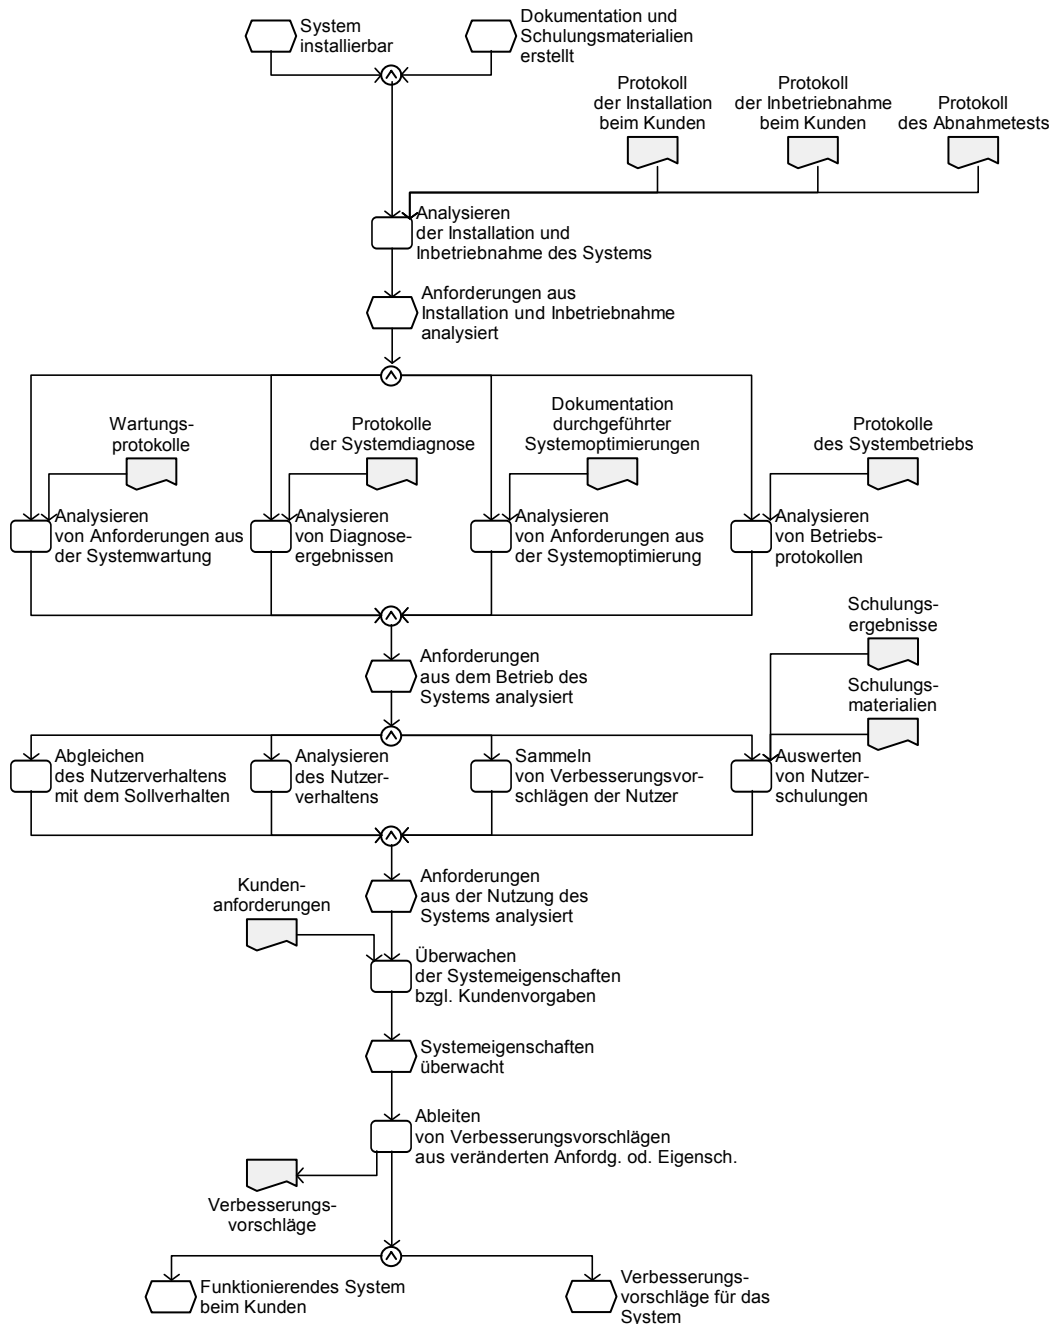 System
installierbar
Dokumentation und
Schulungsmaterialien
erstellt
Protokoll
der Installation
beim Kunden
Protokoll
der Inbetriebnahme
beim Kunden
Protokoll
des Abnahmetests
Analysieren
der Installation und
Inbetriebnahme des Systems
Anforderungen aus
Installation und Inbetriebnahme
analysiert
Wartungs-
protokolle
Protokolle
der Systemdiagnose
Dokumentation
durchgeführter
Systemoptimierungen
Protokolle
des Systembetriebs
Analysieren
von Anforderungen aus
der Systemwartung
Analysieren
von Diagnose-
ergebnissen
Analysieren
von Anforderungen aus
der Systemoptimierung
Analysieren
von Betriebs-
protokollen
Schulungs-
ergebnisse
Anforderungen
aus dem Betrieb des
Systems analysiert
Schulungs-
materialien
Abgleichen
des Nutzerverhaltens
mit dem Sollverhalten
Analysieren
des Nutzer-
verhaltens
Sammeln
von Verbesserungsvor-
schlägen der Nutzer
Auswerten
von Nutzer-
schulungen
Anforderungen
aus der Nutzung des
Systems analysiert
Kunden-
anforderungen
Überwachen
der Systemeigenschaften
bzgl. Kundenvorgaben
Systemeigenschaften
überwacht
Ableiten
von Verbesserungsvorschlägen
aus veränderten Anfordg. od. Eigensch.
Verbesserungs-
vorschläge
Funktionierendes System
beim Kunden
Verbesserungs-
vorschläge für das
System